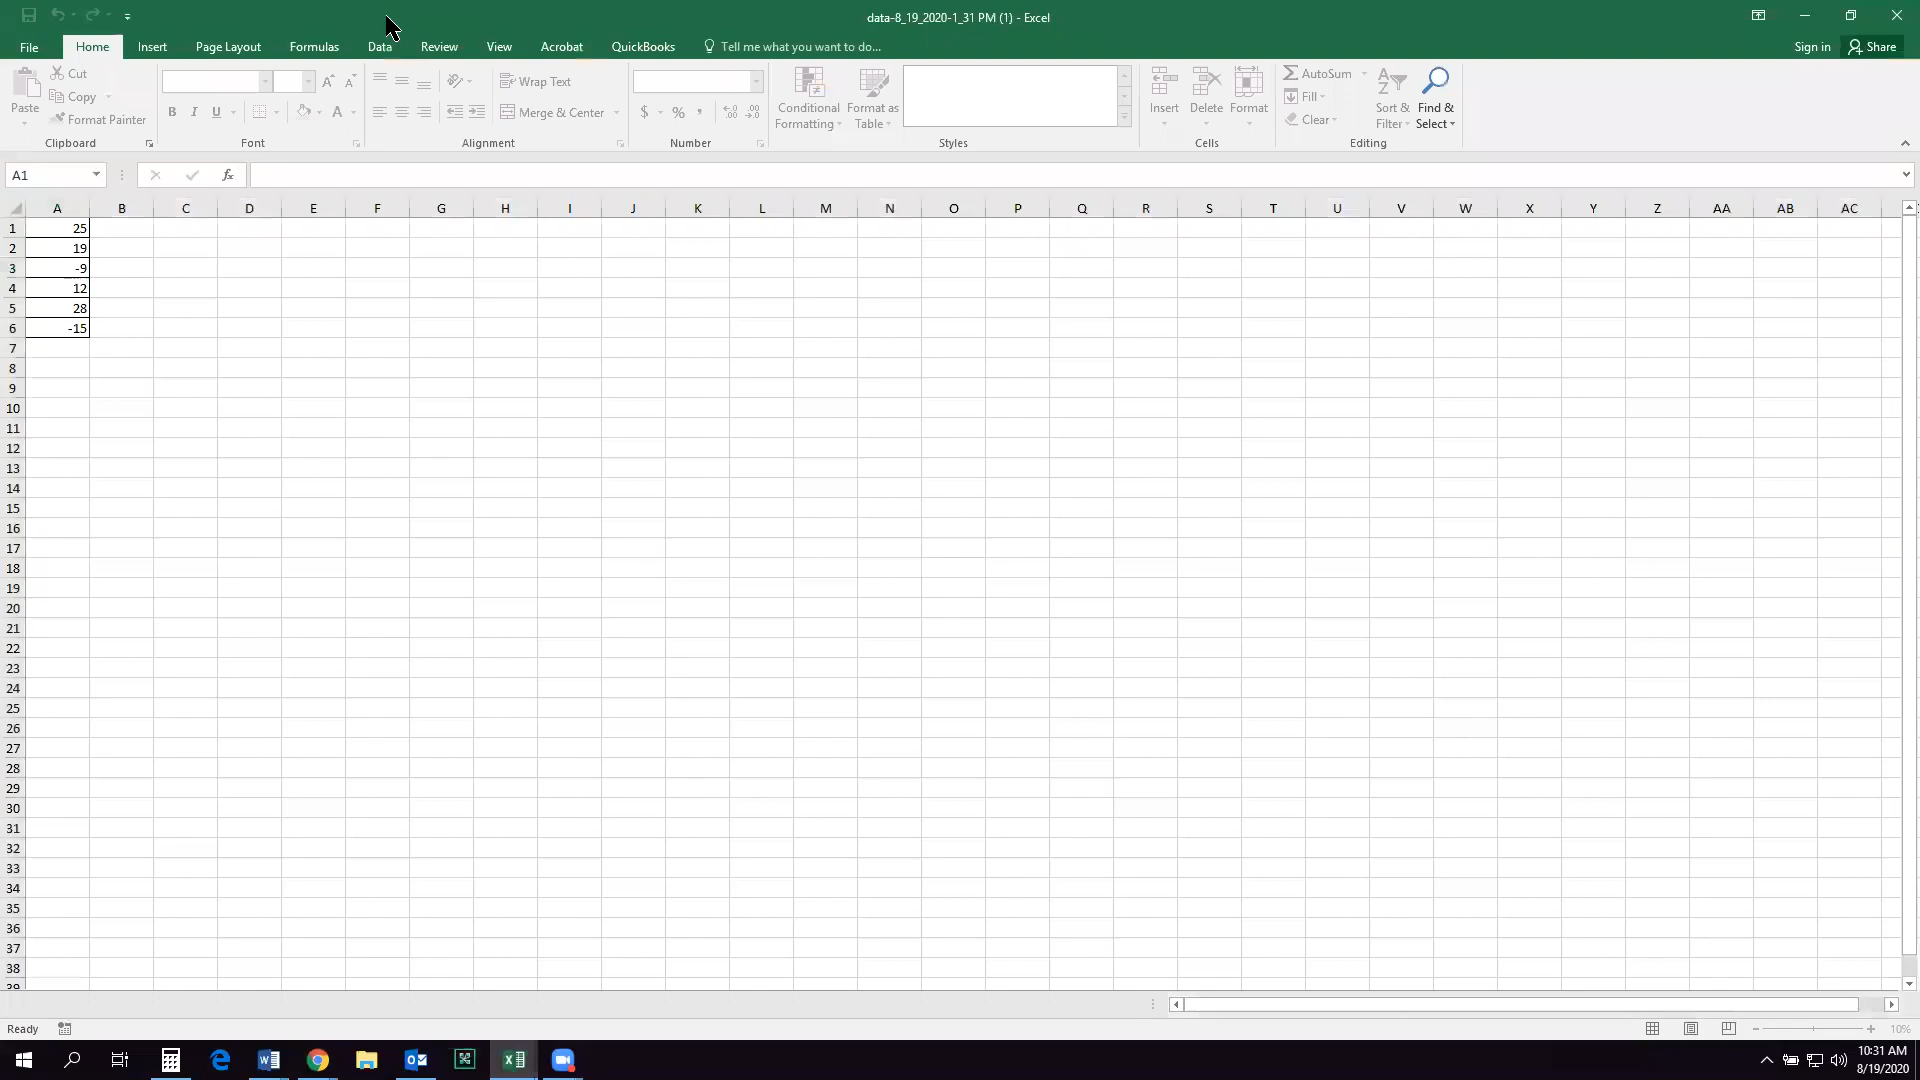 data-8_19_2020-1_31 PM (1) - Excel
File Home Insert Page Layout Formulas Data Review View Acrobat QuickBooks Tell me what you want to do... Sign in Share
Paste
Cut
Copy
Format Painter
Clipboard
B I U
Font
Wrap Text
Merge & Center
Alignment
$ % ,
Number
Conditional Formatting
Format as Table
Styles
Insert Delete Format
Cells
AutoSum
Fill
Clear
Sort & Filter
Find & Select
Editing
A1 fx
A B C D E F G H I J K L M N O P Q R S T U V W X Y Z AA AB AC
1 25
2 19
3 -9
4 12
5 28
6 -15
7
8
9
10
11
12
13
14
15
16
17
18
19
20
21
22
23
24
25
26
27
28
29
30
31
32
33
34
35
36
37
38
39
Ready 10%
10:31 AM
8/19/2020